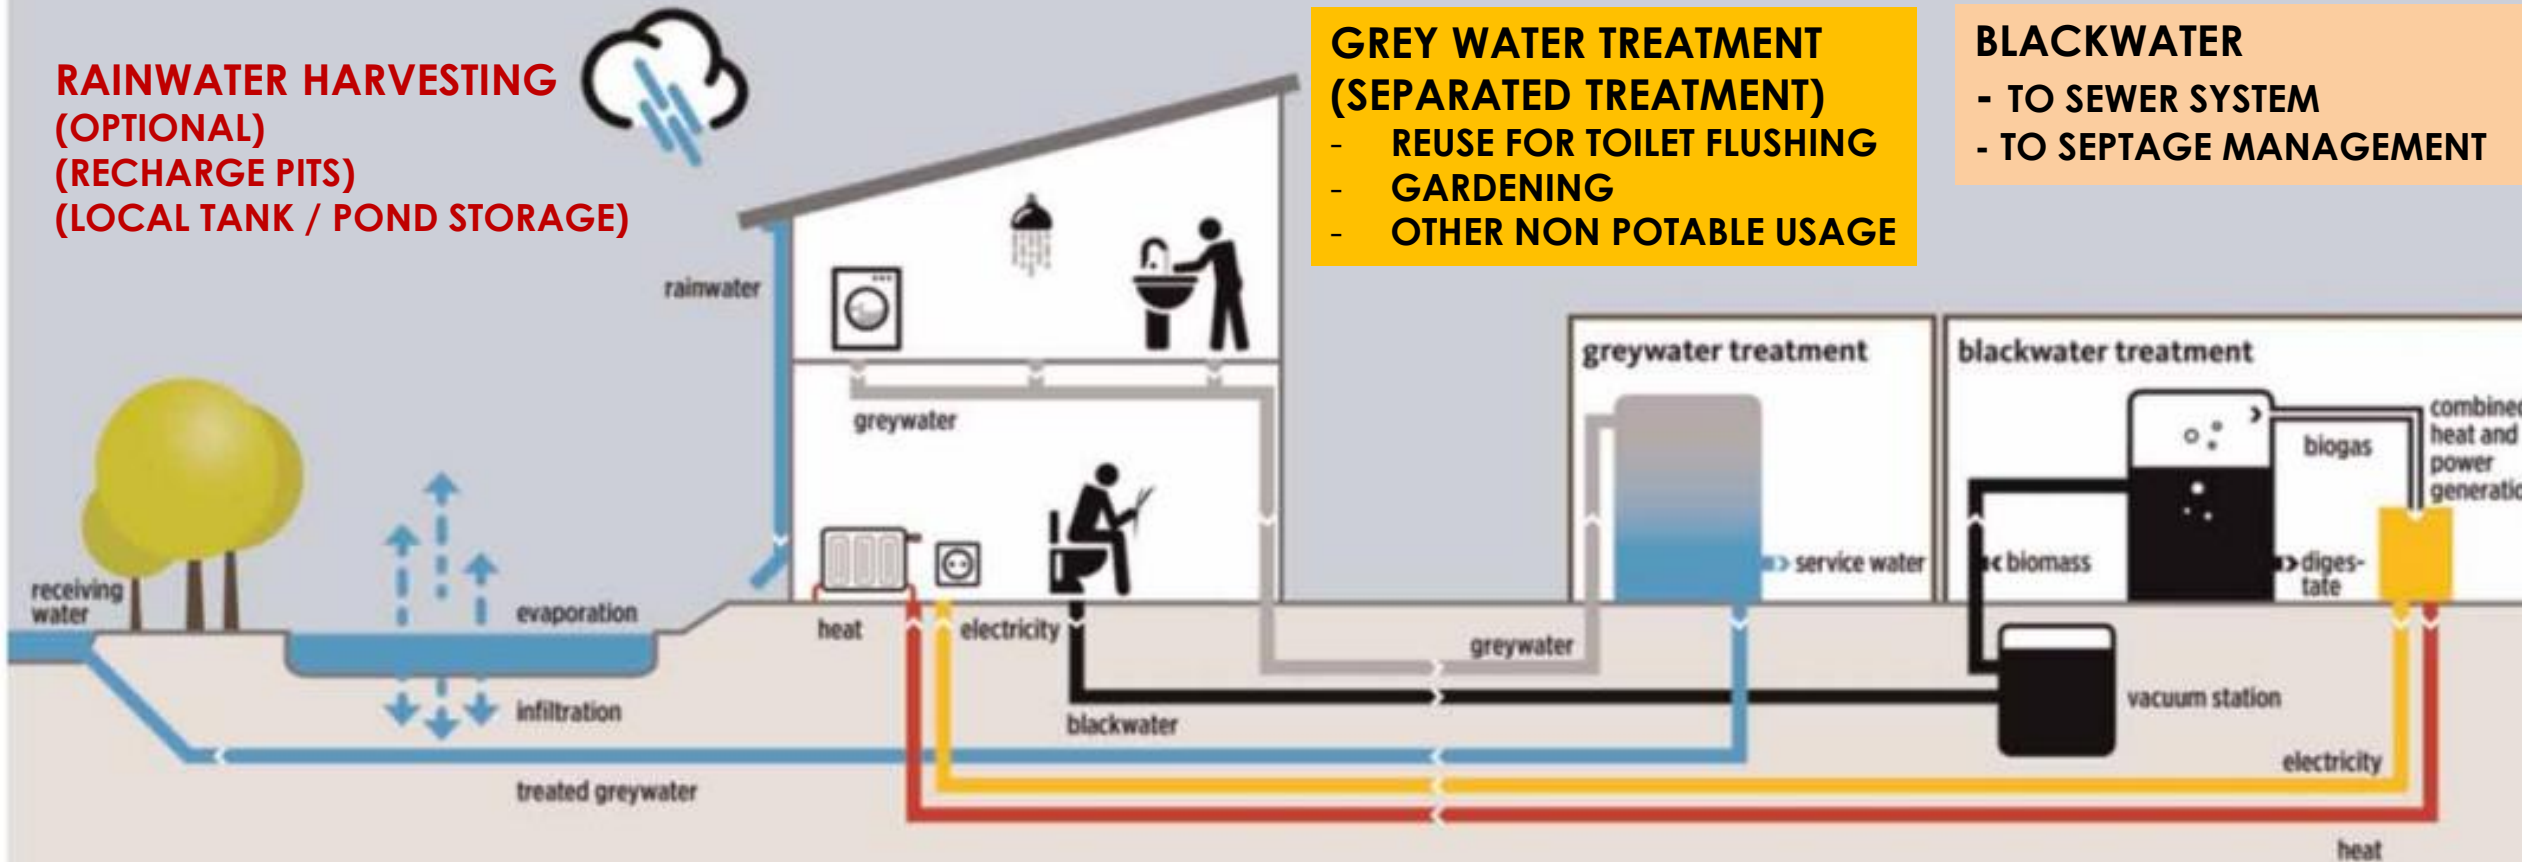 RAINWATER HARVESTING
(OPTIONAL)
(RECHARGE PITS)
(LOCAL TANK / POND STORAGE)
GREY WATER TREATMENT
(SEPARATED TREATMENT)
- REUSE FOR TOILET FLUSHING
- GARDENING
- OTHER NON POTABLE USAGE
BLACKWATER
- TO SEWER SYSTEM
- TO SEPTAGE MANAGEMENT
rainwater
greywater
greywater treatment
blackwater treatment
combined
heat and
power
generatio
biogas
biomass
diges-
tate
service water
receiving
water
evaporation
heat
electricity
greywater
infiltration
blackwater
vacuum station
electricity
treated greywater
heat